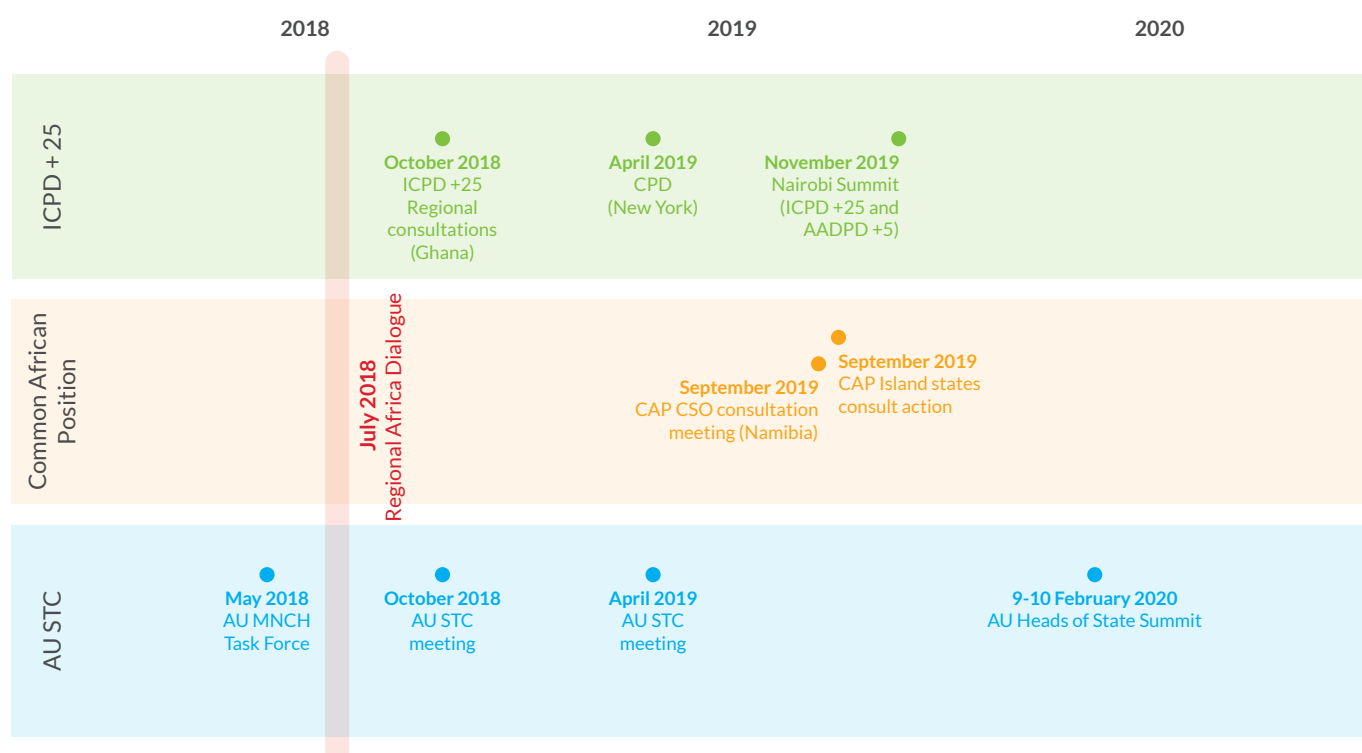 2018
2019
2020
ICPD + 25
October 2018
ICPD +25
Regional
consultations
(Ghana)
April 2019
CPD
(New York)
November 2019
Nairobi Summit
(ICPD +25 and
AADPD +5)
Common African
Position
July 2018
Regional Africa Dialogue
September 2019
CAP CSO consultation
meeting (Namibia)
September 2019
CAP Island states
consult action
AU STC
May 2018
AU MNCH
Task Force
October 2018
AU STC
meeting
April 2019
AU STC
meeting
9-10 February 2020
AU Heads of State Summit